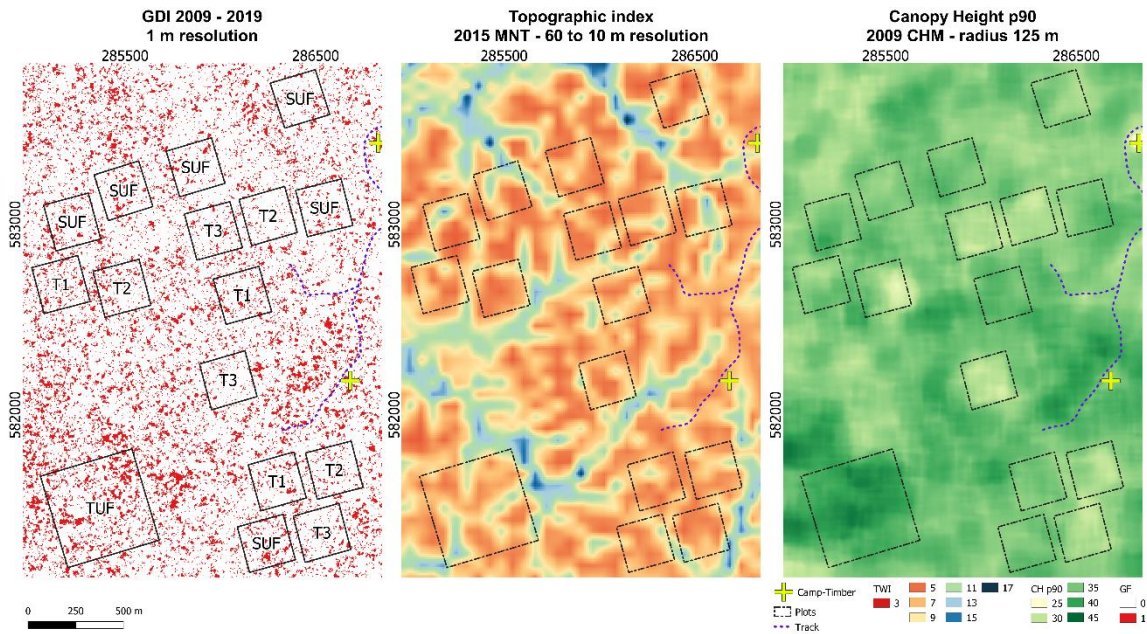 GDI 2009 - 2019
1 m resolution
Topographic index
2015 MNT - 60 to 10 m resolution
Canopy Height p90
2009 CHM - radius 125 m
285500 286500
285500 286500
285500 286500
583000
582000
583000
582000
583000
582000
SUF
SUF
SUF
SUF
T2
SUF
T3
T1
T2
T1
T3
T2
T1
TUF
SUF
T3
0 250 500 m
Camp-Timber
Plots
Track
TWI
3
5
7
9
11
13
15
17
CH p90
25
30
35
40
45
GF
0
1